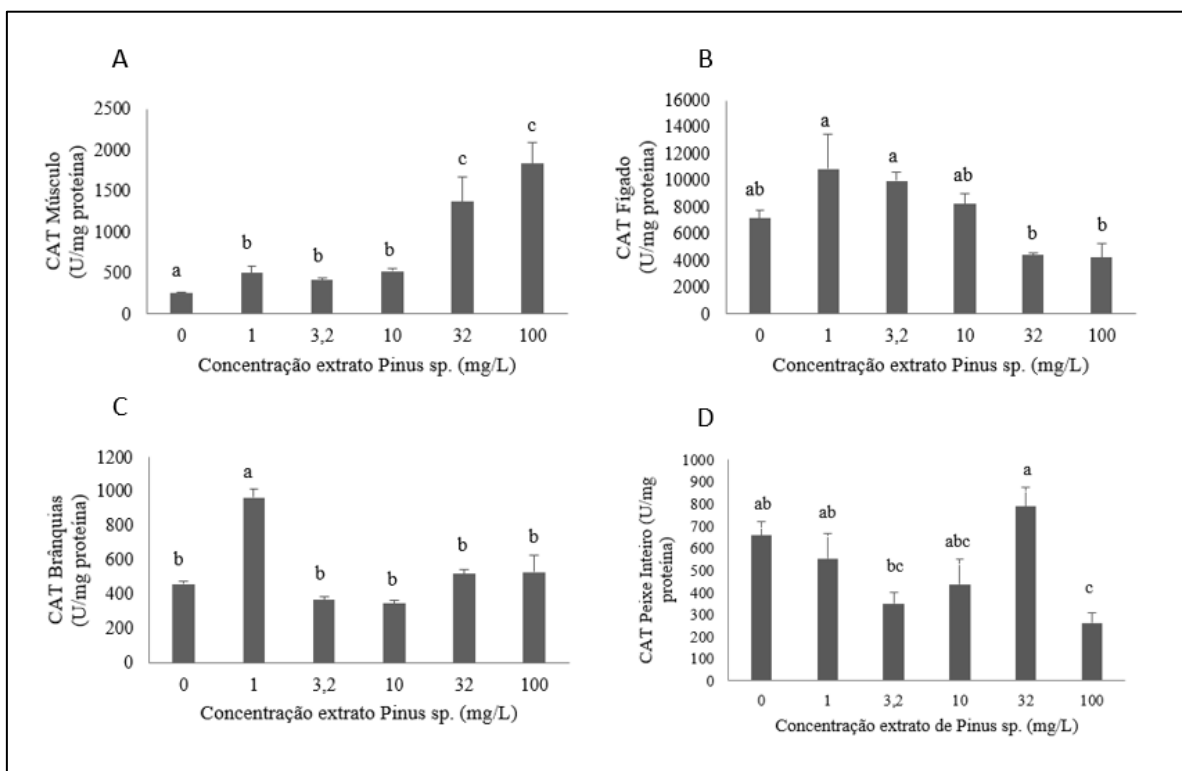 A
CAT Músculo
(U/mg proteína)
2500
2000
1500
1000
500
0
a
b
b
b
c
c
0 1 3,2 10 32 100
Concentração extrato Pinus sp. (mg/L)
B
CAT Fígado
(U/mg proteína)
16000
14000
12000
10000
8000
6000
4000
2000
0
ab
a
a
ab
b
b
0 1 3,2 10 32 100
Concentração extrato Pinus sp. (mg/L)
C
CAT Brânquias
(U/mg proteína)
1200
1000
800
600
400
200
0
b
a
b
b
b
b
0 1 3,2 10 32 100
Concentração extrato Pinus sp. (mg/L)
D
CAT Peixe Inteiro (U/mg
proteína)
1000
900
800
700
600
500
400
300
200
100
0
ab
ab
bc
abc
a
c
0 1 3,2 10 32 100
Concentração extrato de Pinus sp. (mg/L)